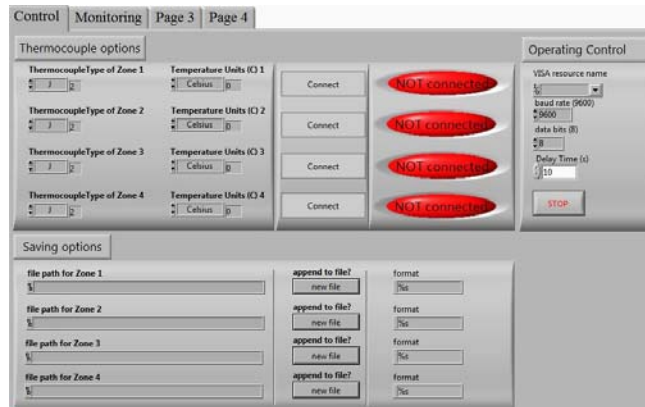 Control Monitoring Page 3 Page 4
Thermocouple options
Operating Control
ThermocoupleType of Zone 1 Temperature Units (C) 1
J 2 Celsius 0 Connect NOT connected
ThermocoupleType of Zone 2 Temperature Units (C) 2
J 2 Celsius 0 Connect NOT connected
ThermocoupleType of Zone 3 Temperature Units (C) 3
J 2 Celsius 0 Connect NOT connected
ThermocoupleType of Zone 4 Temperature Units (C) 4
J 2 Celsius 0 Connect NOT connected
VISA resource name
baud rate (9600)
9600
data bits (8)
8
Delay Time (s)
10
STOP
Saving options
file path for Zone 1 append to file? format
new file %s
file path for Zone 2 append to file? format
new file %s
file path for Zone 3 append to file? format
new file %s
file path for Zone 4 append to file? format
new file %s